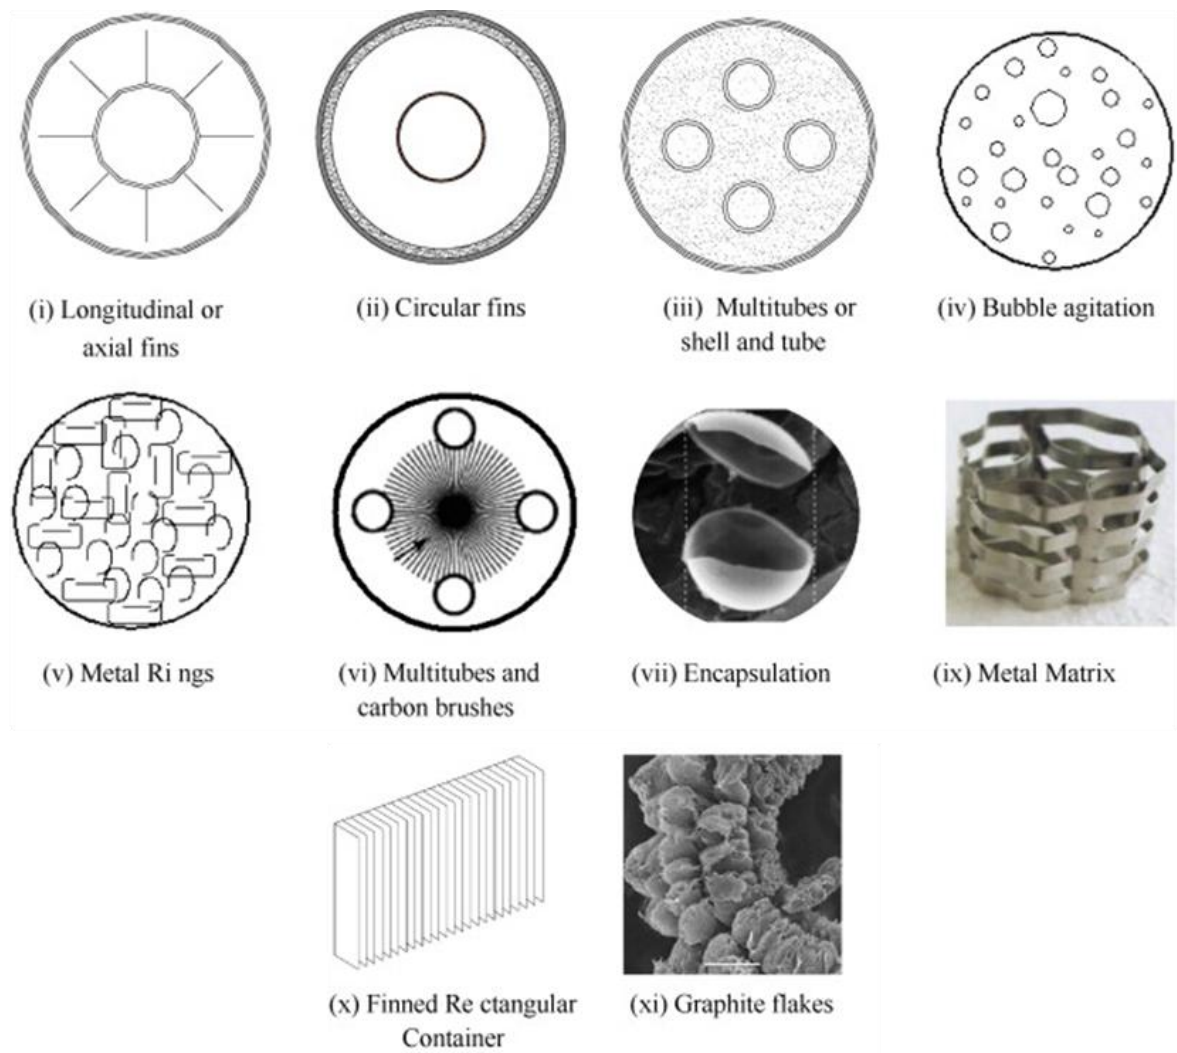 (i) Longitudinal or
axial fins
(ii) Circular fins
(iii) Multitubes or
shell and tube
(iv) Bubble agitation
(v) Metal Ri ngs
(vi) Multitubes and
carbon brushes
(vii) Encapsulation
(ix) Metal Matrix
(x) Finned Re ctangular
Container
(xi) Graphite flakes